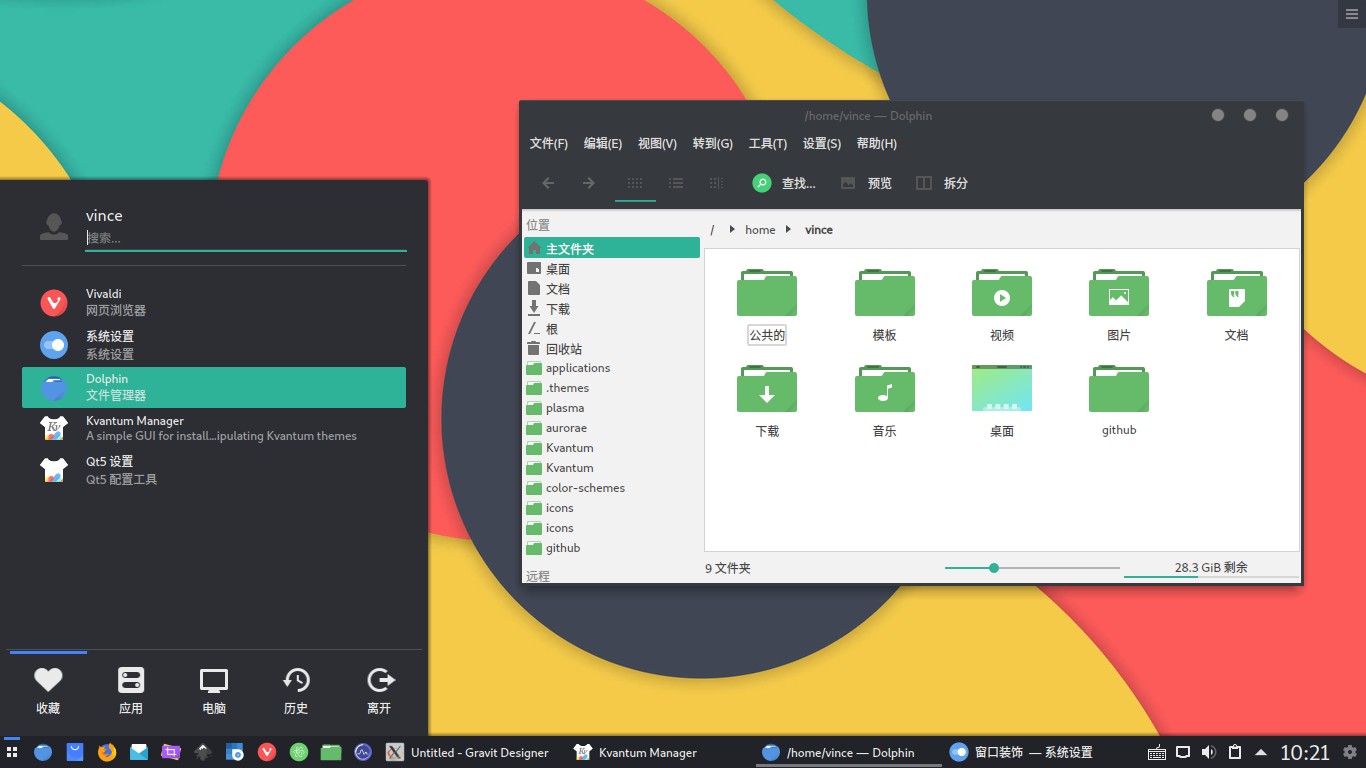 /home/vince — Dolphin
文件(F) 编辑(E) 视图(V) 转到(G) 工具(T) 设置(S) 帮助(H)
查找... 预览 拆分
位置
主文件夹
桌面
文档
下载
根
回收站
applications
.themes
plasma
aurorae
Kvantum
Kvantum
color-schemes
icons
icons
github
远程
/ home vince
公共的 模板 视频 图片 文档
下载 音乐 桌面 github
9 文件夹 28.3 GiB 剩余
vince
搜索...
Vivaldi
网页浏览器
系统设置
系统设置
Dolphin
文件管理器
Kvantum Manager
A simple GUI for install...ipulating Kvantum themes
Qt5 设置
Qt5 配置工具
收藏 应用 电脑 历史 离开
Untitled - Gravit Designer Kvantum Manager /home/vince — Dolphin 窗口装饰 — 系统设置 10:21